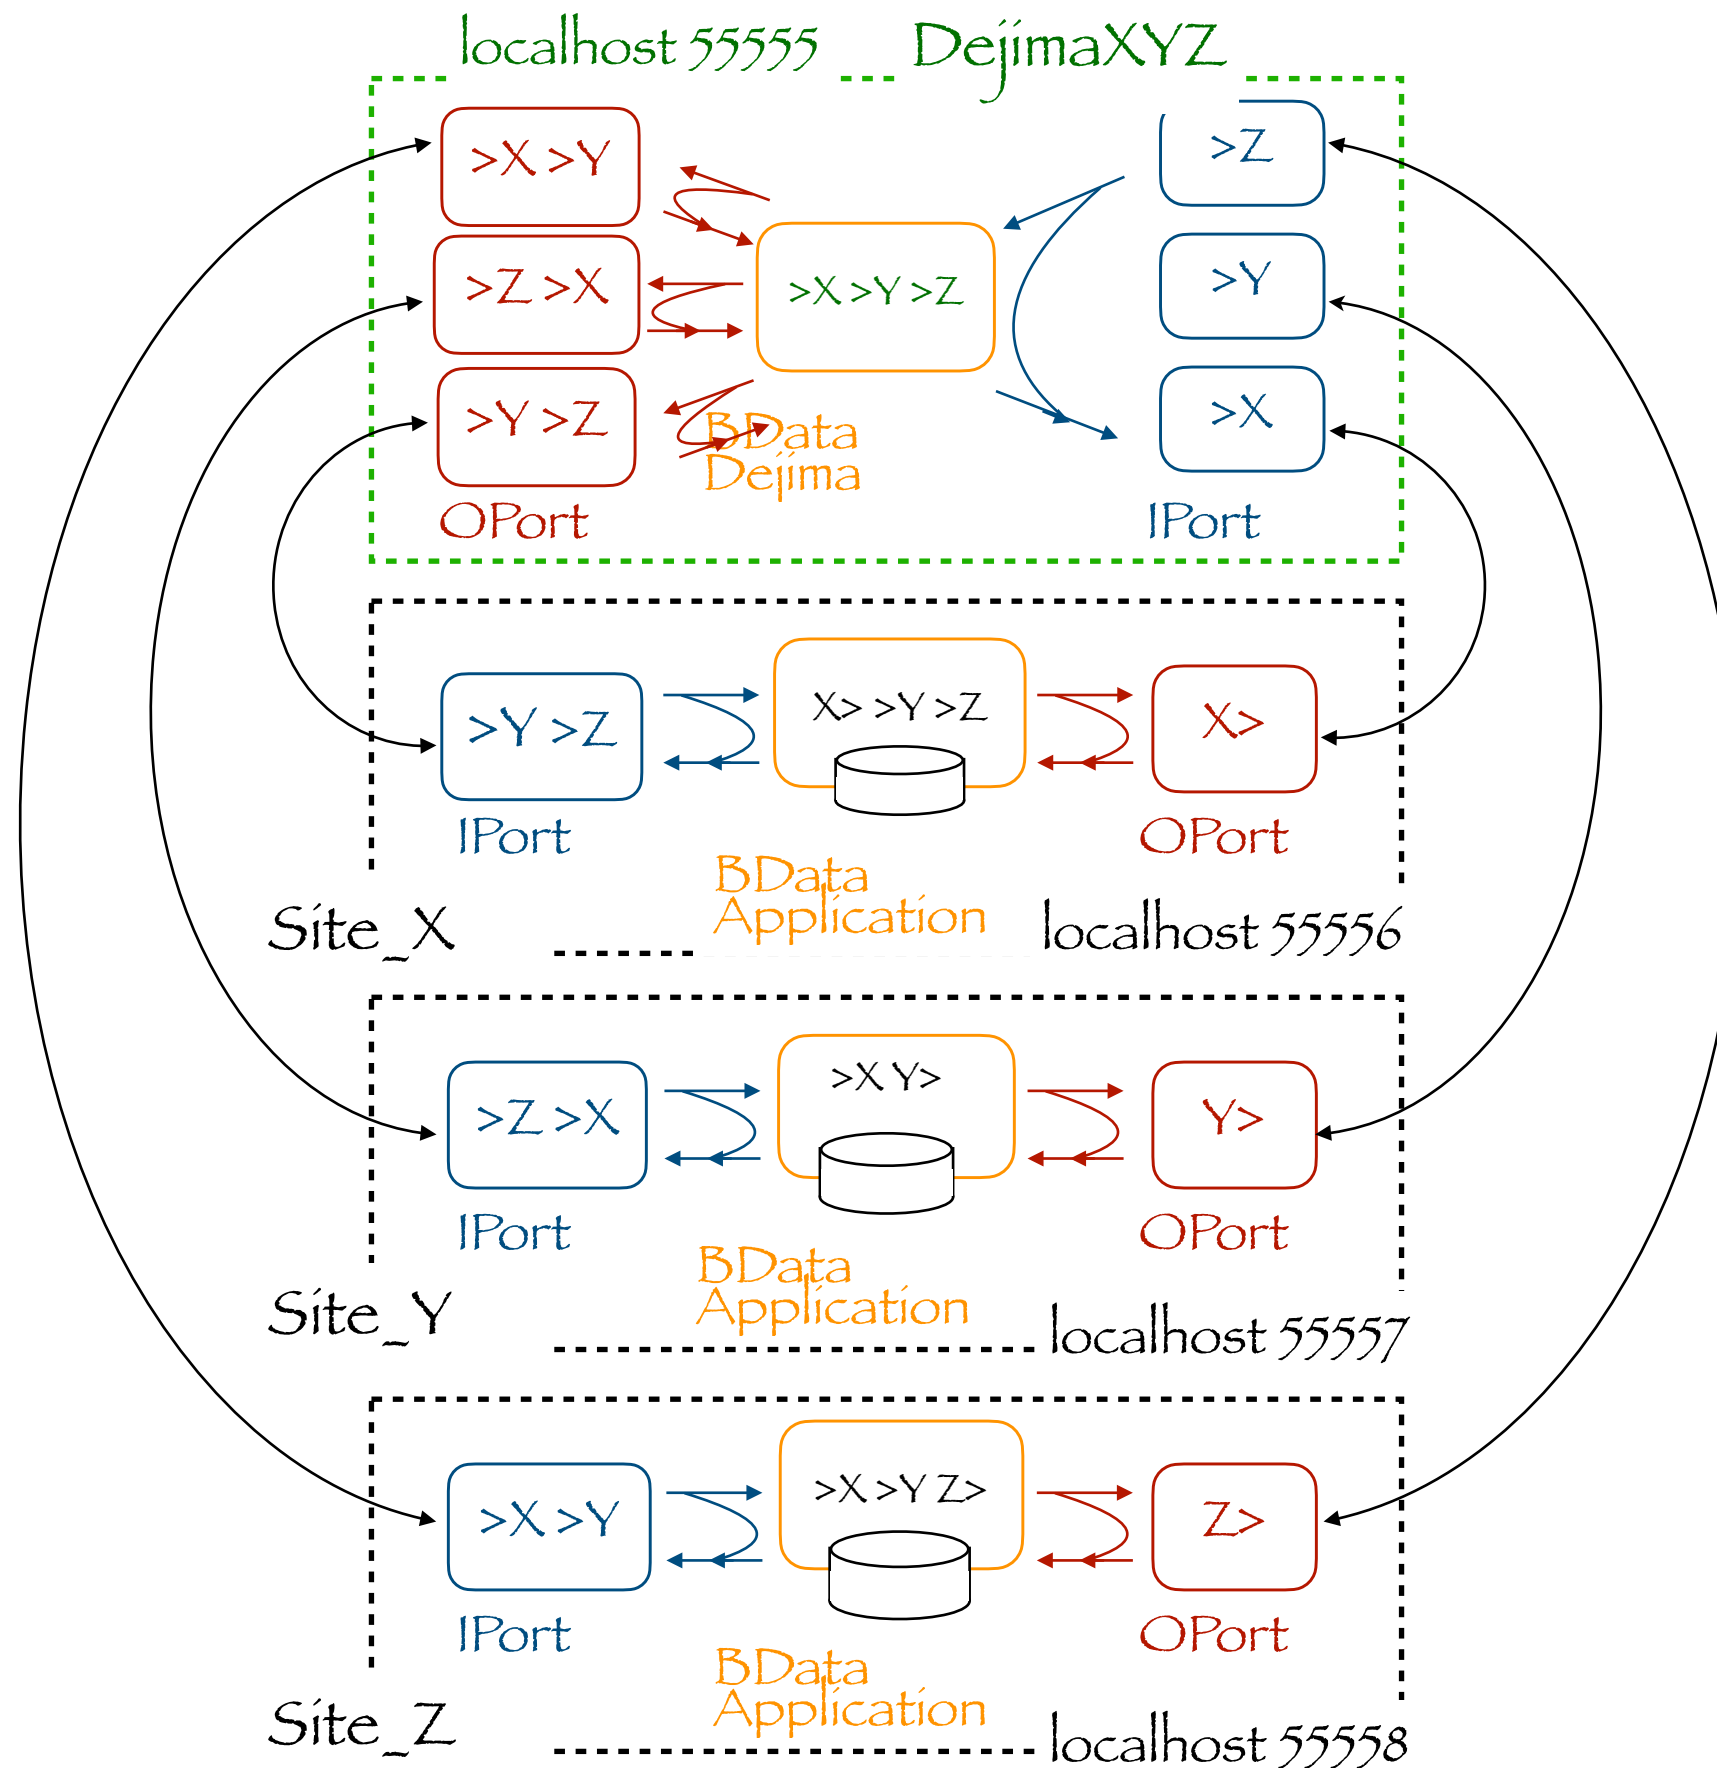 localhost 55555 DejimaXYZ
>X >Y
>Z
>Z >X
>X >Y >Z
>Y
>Y >Z
>X
BData
Dejima
OPort
IPort
>Y >Z
X> >Y >Z
X>
IPort
OPort
BData
Application
Site_X
localhost 55556
>Z >X
>X Y>
Y>
IPort
OPort
BData
Application
Site_Y
localhost 55557
>X >Y
>X >Y Z>
Z>
IPort
OPort
BData
Application
Site_Z
localhost 55558